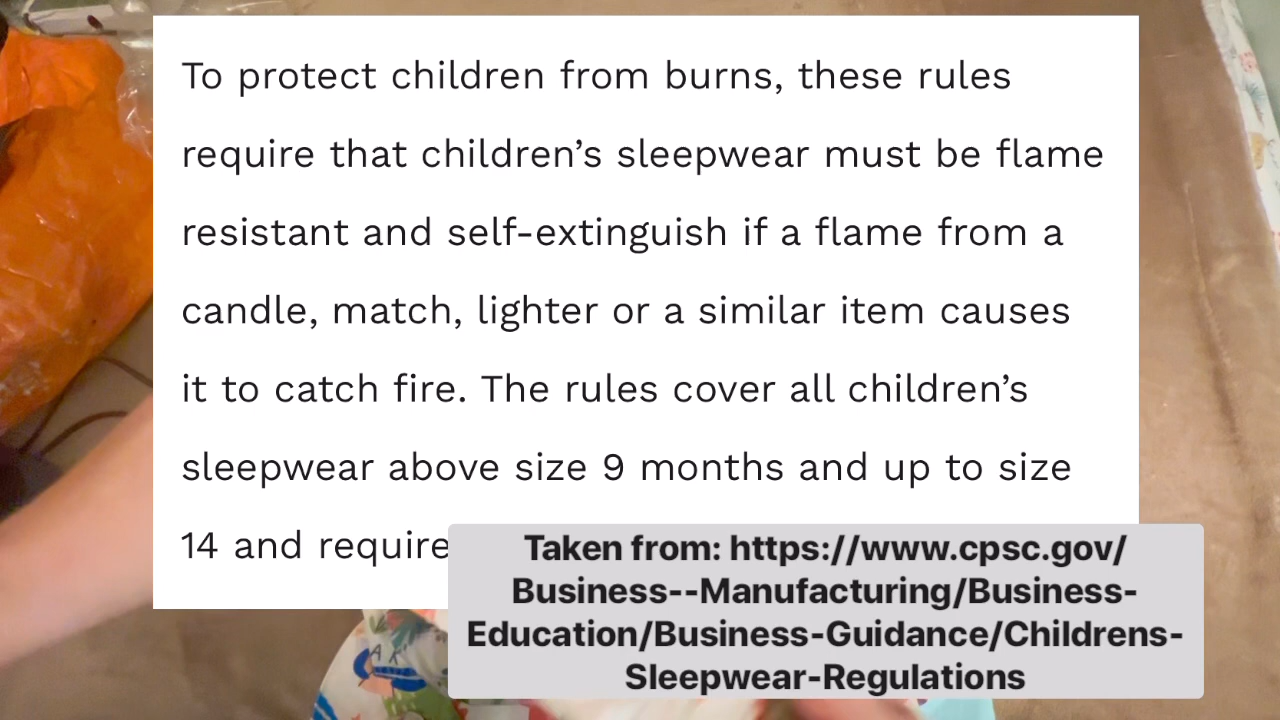 To protect children from burns, these rules
require that children’s sleepwear must be flame
resistant and self-extinguish if a flame from a
candle, match, lighter or a similar item causes
it to catch fire. The rules cover all children’s
sleepwear above size 9 months and up to size
14 and require
Taken from: https://www.cpsc.gov/
Business--Manufacturing/Business-
Education/Business-Guidance/Childrens-
Sleepwear-Regulations